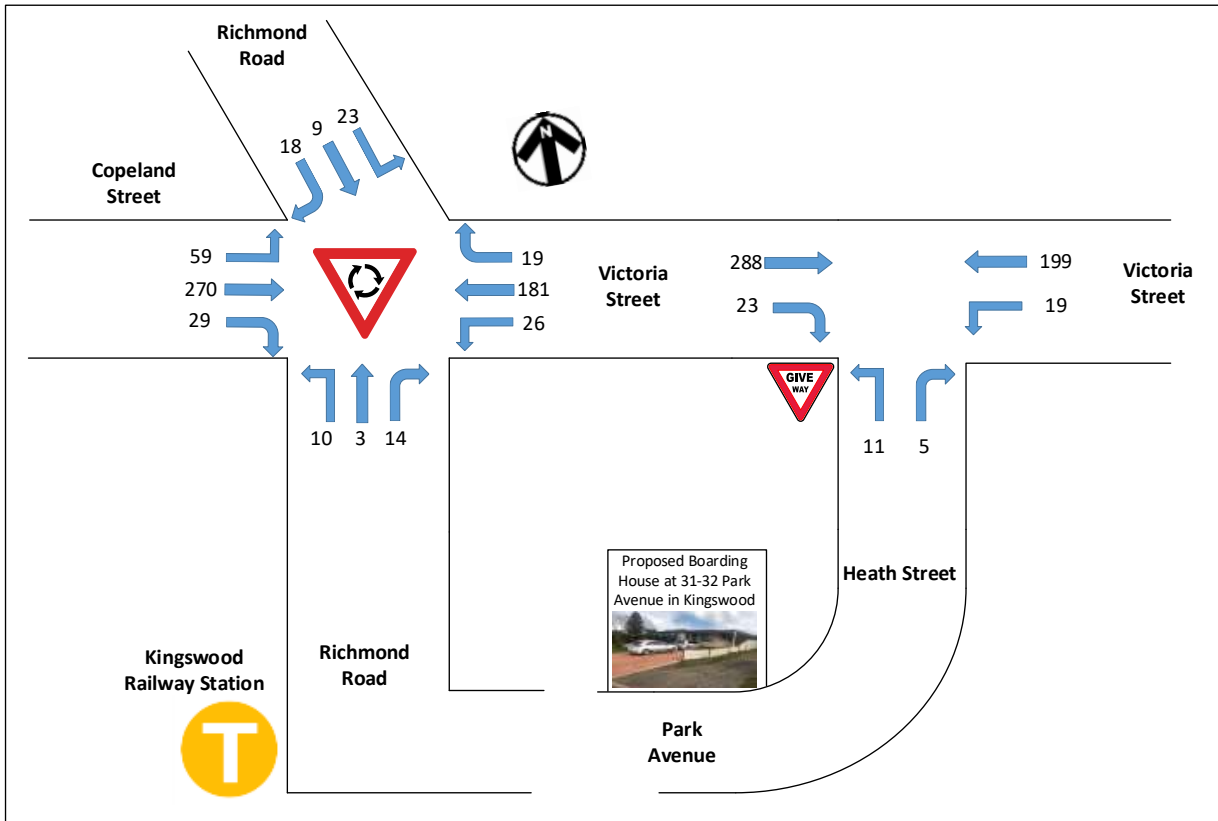 Richmond
Road
N
18
9
23
Copeland
Street
59
270
29
19
181
26
Victoria
Street
288
23
199
19
Victoria
Street
GIVE
WAY
10
3
14
11
5
Proposed Boarding
House at 31-32 Park
Avenue in Kingswood
Heath Street
Kingswood
Railway Station
T
Richmond
Road
Park
Avenue